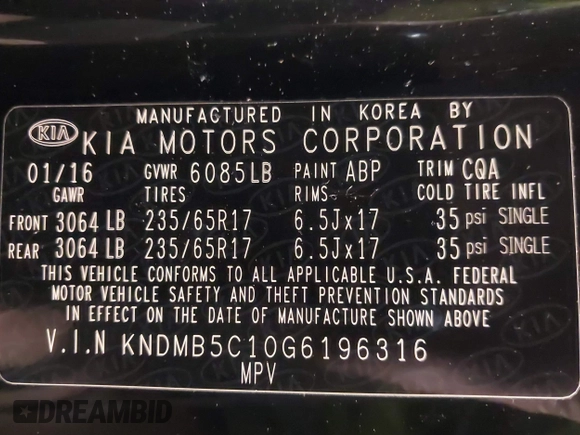 MANUFACTURED IN KOREA BY
KIA KIA MOTORS CORPORATION
01/16 GVWR 6085LB PAINT ABP TRIM CQA
GAWR TIRES RIMS COLD TIRE INFL
FRONT 3064 LB 235/65R17 6.5Jx17 35 psi SINGLE
REAR 3064 LB 235/65R17 6.5Jx17 35 psi SINGLE
THIS VEHICLE CONFORMS TO ALL APPLICABLE U.S.A. FEDERAL
MOTOR VEHICLE SAFETY AND THEFT PREVENTION STANDARDS
IN EFFECT ON THE DATE OF MANUFACTURE SHOWN ABOVE
V.I.N KNDMB5C10G6196316
MPV
DREAMBID